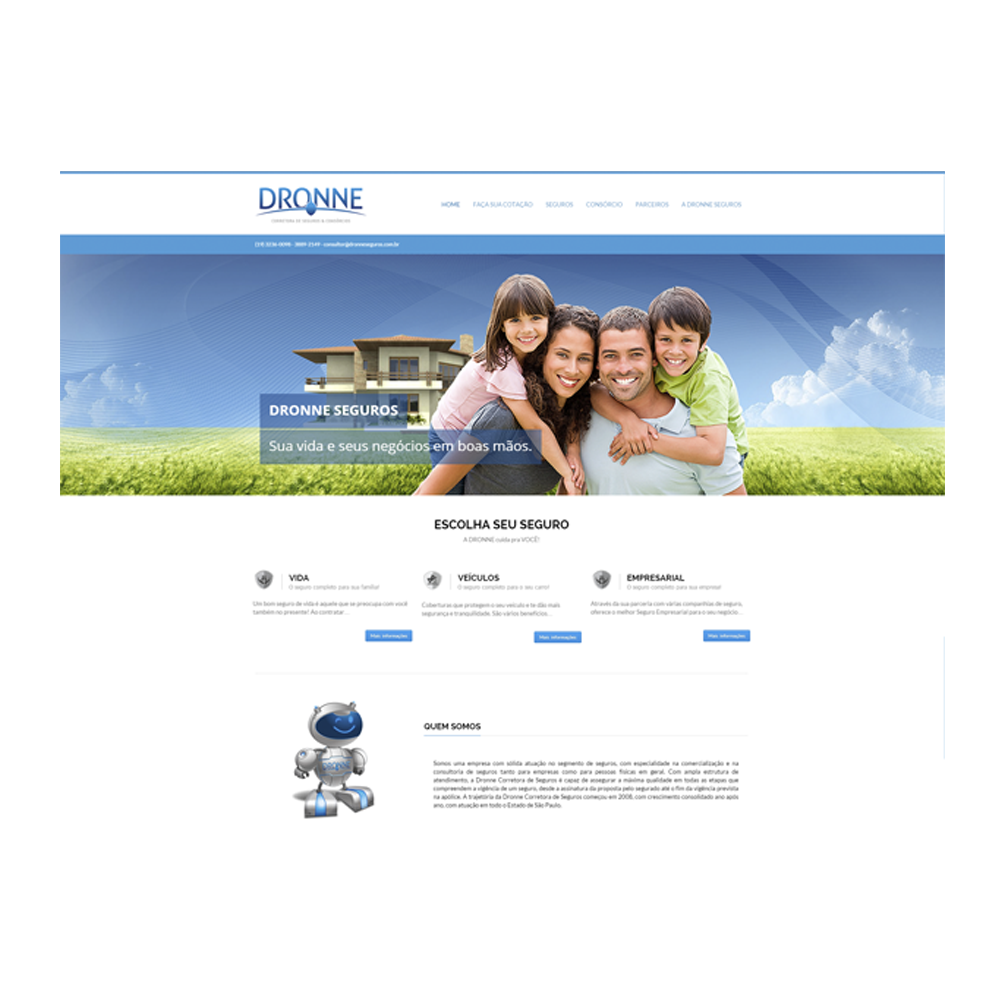 DRONNE
CORRETORA DE SEGUROS & CONSÓRCIOS
HOME FAÇA SUA COTAÇÃO SEGUROS CONSÓRCIO PARCEIROS A DRONNE SEGUROS
3236-0098 - 3889-2149 - consultor@dronneseguros.com.br
DRONNE SEGUROS
Sua vida e seus negócios em boas mãos.
ESCOLHA SEU SEGURO
A DRONNE cuida pra VOCÊ!
VIDA
O seguro completo para sua família!
Um bom seguro de vida é aquele que se preocupa com você
também no presente! Ao contratar...
Mais informações
VEÍCULOS
O seguro completo para o seu carro!
Coberturas que protegem o seu veículo e te dão mais
segurança e tranquilidade. São vários benefícios...
Mais informações
EMPRESARIAL
O seguro completo para sua empresa!
Através da sua parceria com várias companhias de seguro,
oferece o melhor Seguro Empresarial para o seu negócio...
Mais informações
DRONNE
QUEM SOMOS
Somos uma empresa com sólida atuação no segmento de seguros, com especialidade na comercialização e na
consultoria de seguros tanto para empresas como para pessoas físicas em geral. Com ampla estrutura de
atendimento, a Dronne Corretora de Seguros é capaz de assegurar a máxima qualidade em todas as etapas que
compreendem a vigência de um seguro, desde a assinatura da proposta pelo segurado até o fim da vigência prevista
na apólice. A trajetória da Dronne Corretora de Seguros começou em 2008, com crescimento consolidado ano após
ano, com atuação em todo o Estado de São Paulo.